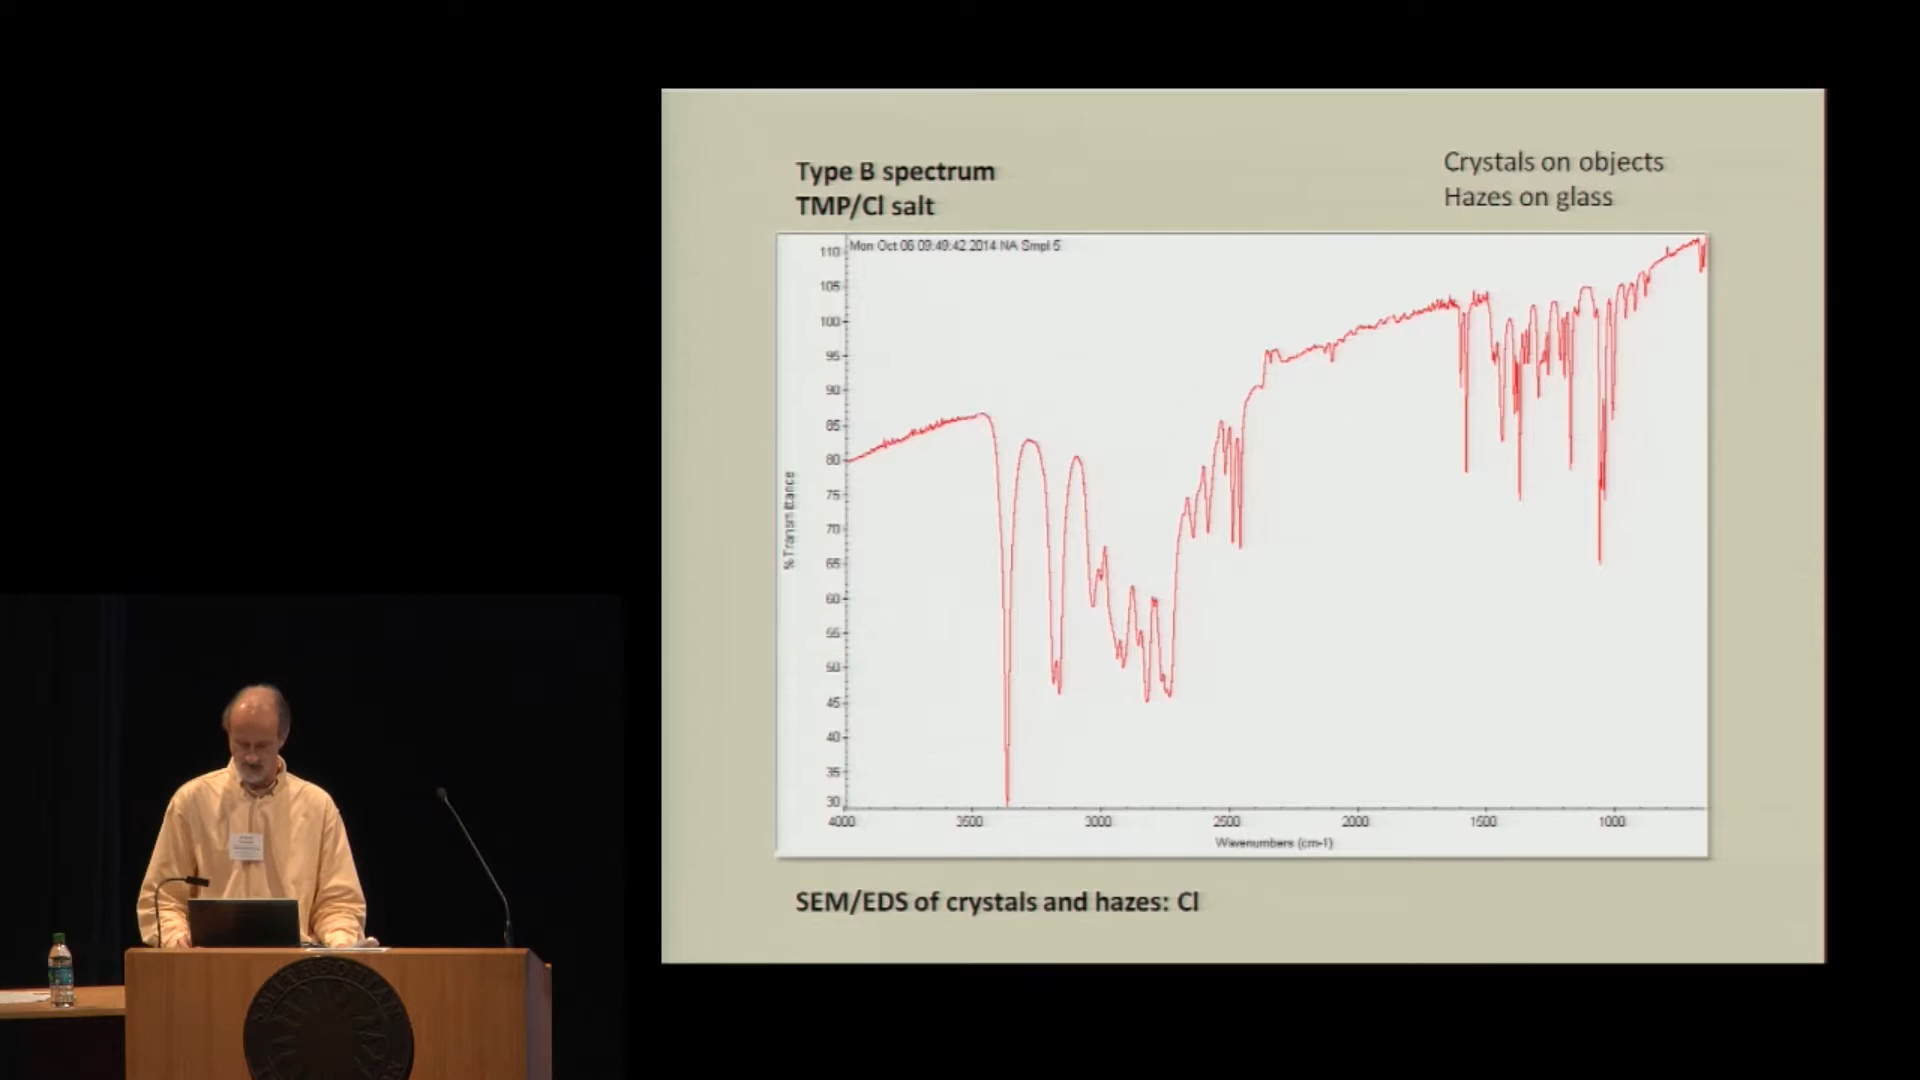 Type B spectrum
TMP/Cl salt
Crystals on objects
Hazes on glass
Mon Oct 06 09:49:42 2014 NA Smpl 5
110
105
100
95
90
85
80
75
70
65
60
55
50
45
40
35
30
%Transmittance
4000 3500 3000 2500 2000 1500 1000
Wavenumbers (cm-1)
SEM/EDS of crystals and hazes: Cl